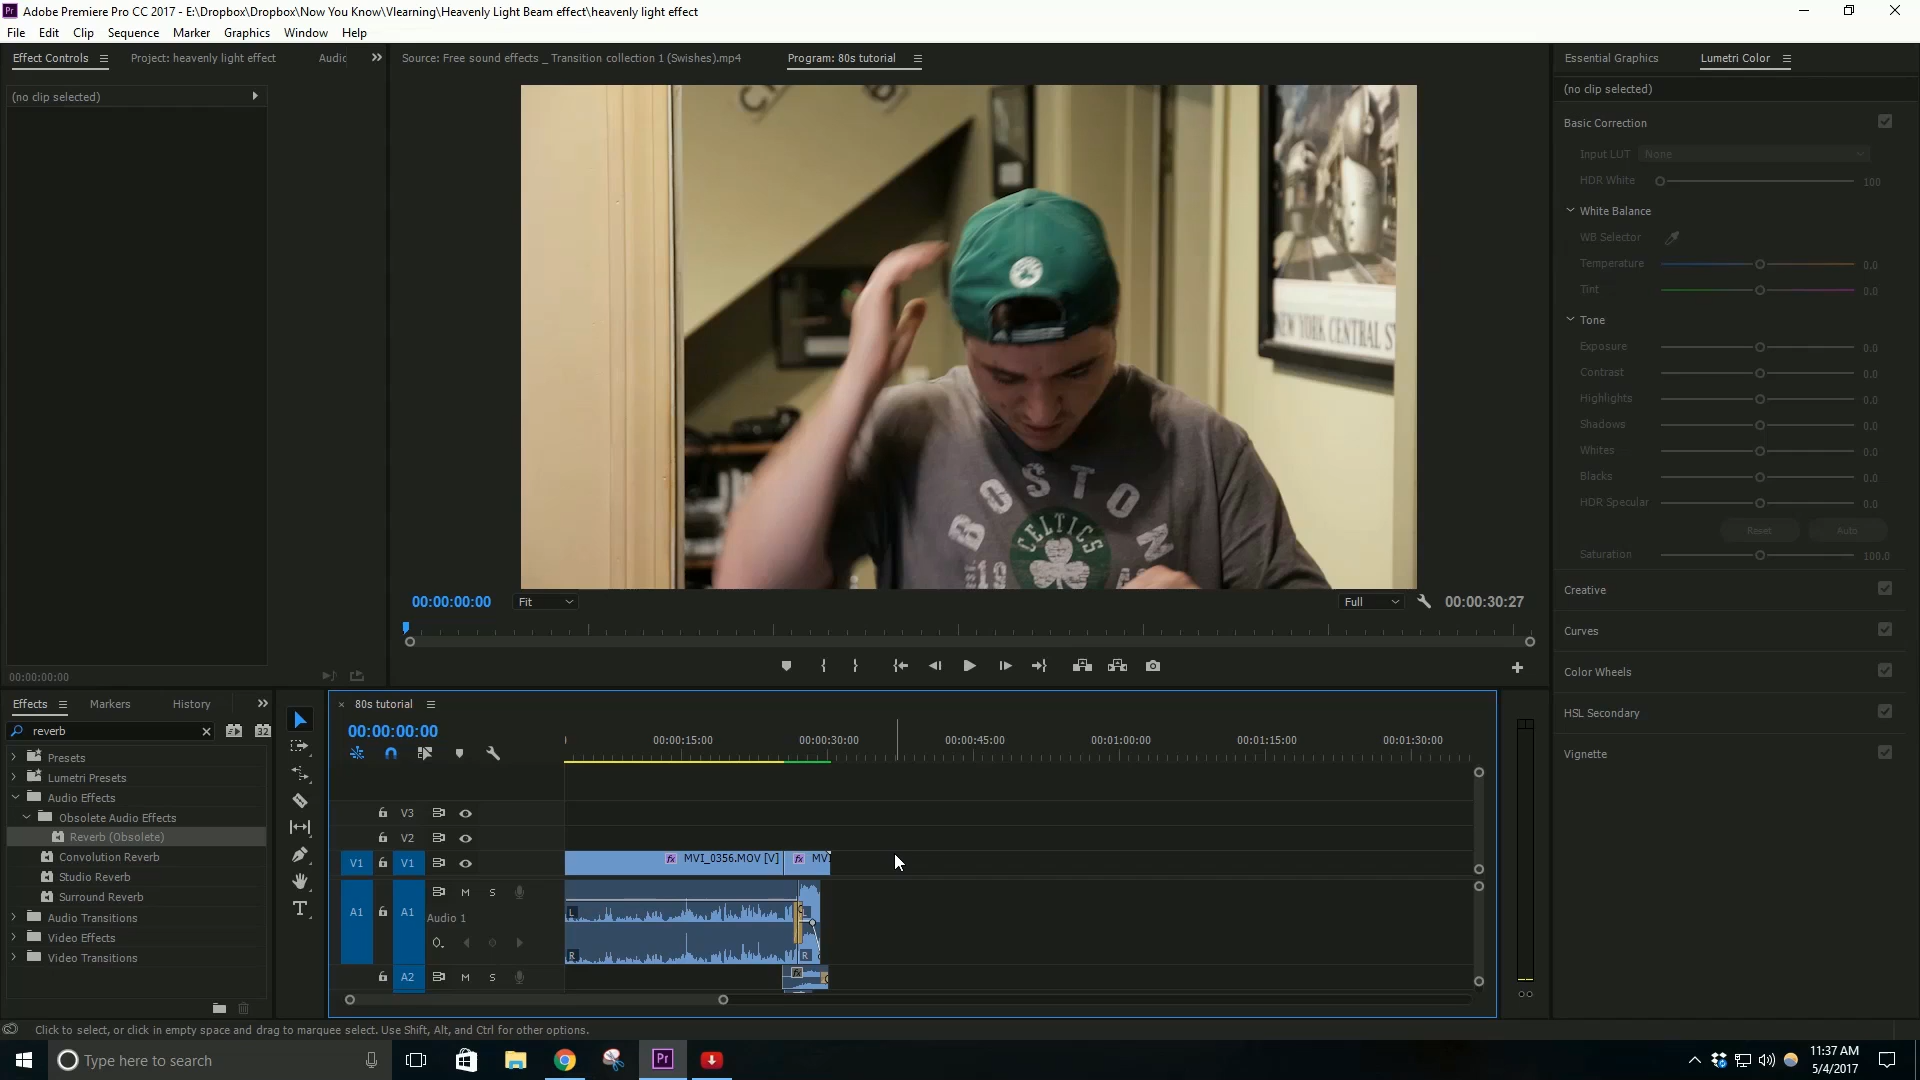 Adobe Premiere Pro CC 2017 - E:\Dropbox\Dropbox\Now You Know\Vlearning\Heavenly Light Beam effect\heavenly light effect
File Edit Clip Sequence Marker Graphics Window Help
Effect Controls Project: heavenly light effect Audio
Source: Free sound effects _ Transition collection 1 (Swishes).mp4 Program: 80s tutorial
Essential Graphics Lumetri Color
(no clip selected)
(no clip selected)
Basic Correction
Input LUT None
HDR White 100
White Balance
WB Selector
Temperature 0.0
Tint 0.0
Tone
Exposure 0.0
Contrast 0.0
Highlights 0.0
Shadows 0.0
Whites 0.0
Blacks 0.0
HDR Specular 0.0
Reset Auto
Saturation 100.0
Creative
Curves
Color Wheels
HSL Secondary
Vignette
NEW YORK CENTRAL S
BOSTON
CELTICS
19
00:00:00:00 Fit Full 00:00:30:27
00:00:00:00
Effects Markers History
reverb
32
Presets
Lumetri Presets
Audio Effects
Obsolete Audio Effects
Reverb (Obsolete)
Convolution Reverb
Studio Reverb
Surround Reverb
Audio Transitions
Video Effects
Video Transitions
80s tutorial
00:00:00:00
00:00:15:00 00:00:30:00 00:00:45:00 00:01:00:00 00:01:15:00 00:01:30:00
V3
V2
V1 V1 fx MVI_0356.MOV [V] fx MVI
A1 A1 M S
Audio 1
L L
R R
A2 M S fx
T
Click to select, or click in empty space and drag to marquee select. Use Shift, Alt, and Ctrl for other options.
Type here to search
Pr
11:37 AM
5/4/2017